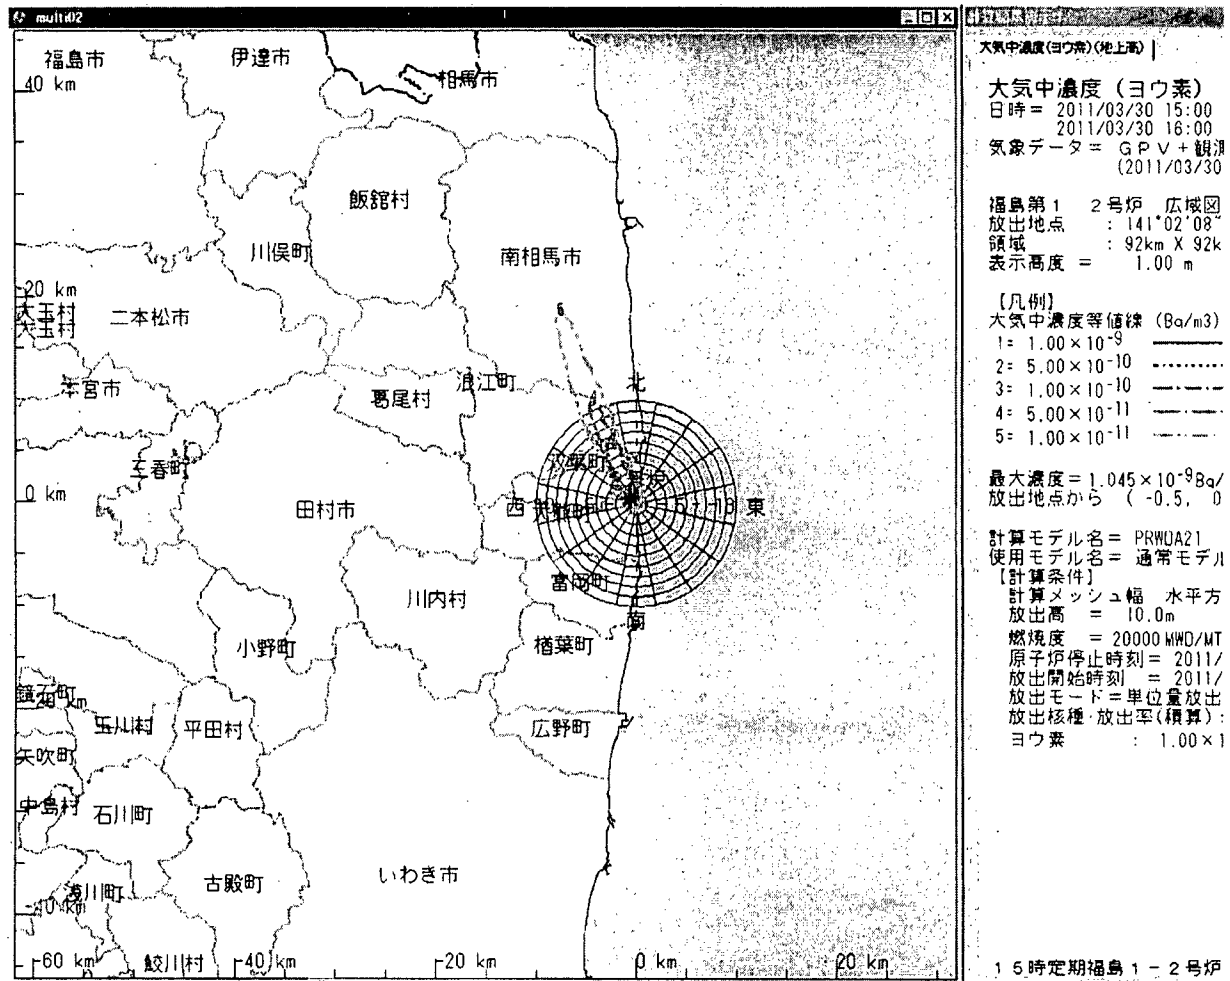 multi02
大気中濃度(ヨウ素)(地上高)
福島市
伊達市
相馬市
40 km
飯舘村
川俣町
南相馬市
20 km
大玉村
大玉村
二本松市
本宮市
葛尾村
浪江町
北
三春町
双葉町
0 km
田村市
西
東
富岡町
川内村
南
小野町
楢葉町
鏡石町
玉川村
平田村
広野町
矢吹町
中島村
石川町
古殿町
いわき市
浅川町
鮫川村
-60 km
-40 km
-20 km
0 km
20 km
大気中濃度(ヨウ素)
日時= 2011/03/30 15:00
2011/03/30 16:00
気象データ= GPV+観測
(2011/03/30
福島第1 2号炉 広域図
放出地点 : 141°02'08"
領域 : 92km X 92k
表示高度 = 1.00 m
【凡例】
大気中濃度等値線 (Bq/m3)
1= 1.00×10⁻⁹
2= 5.00×10⁻¹⁰
3= 1.00×10⁻¹⁰
4= 5.00×10⁻¹¹
5= 1.00×10⁻¹¹
最大濃度=1.045×10⁻⁹Bq/
放出地点から ( -0.5, 0
計算モデル名= PRWDA21
使用モデル名= 通常モデル
【計算条件】
計算メッシュ幅 水平方
放出高 = 10.0m
燃焼度 = 20000MWD/MT
原子炉停止時刻= 2011/
放出開始時刻 = 2011/
放出モード=単位量放出
放出核種・放出率(積算):
ヨウ素 : 1.00×1
15時定期福島1-2号炉